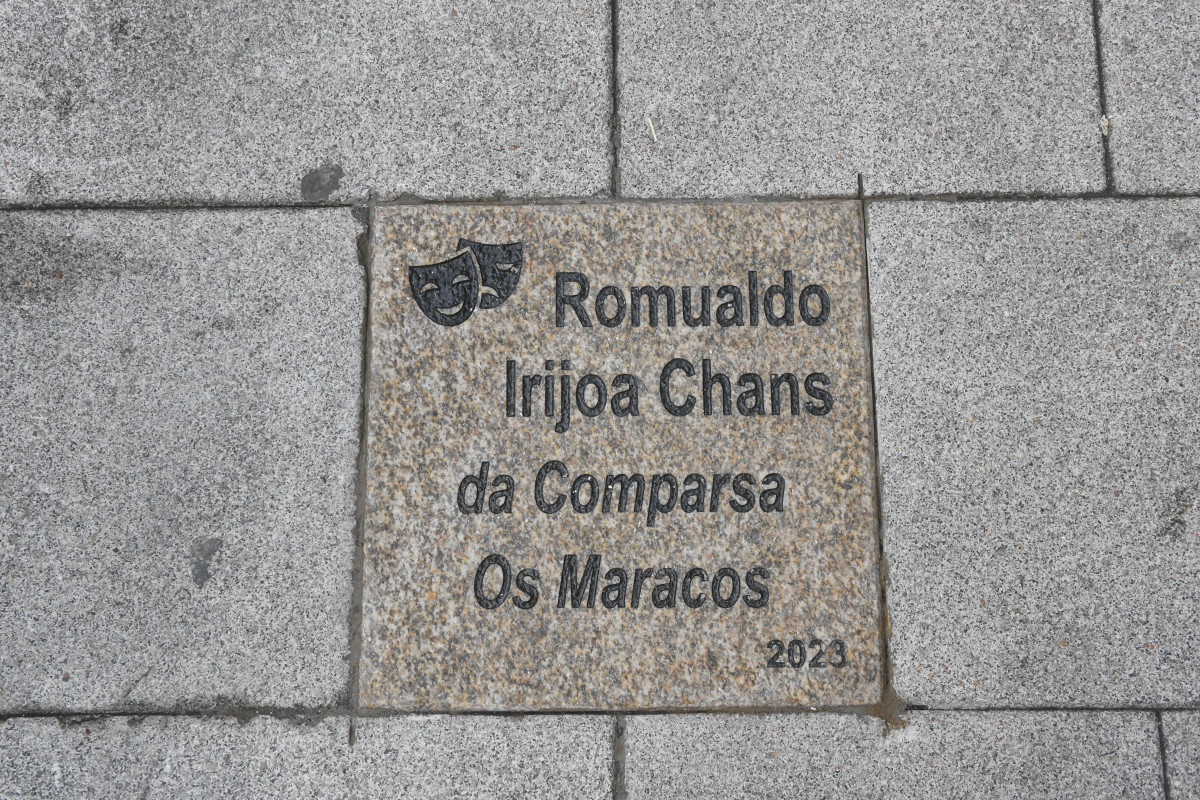 Romualdo
Irijoa Chans
da Comparsa
Os Maracos
2023